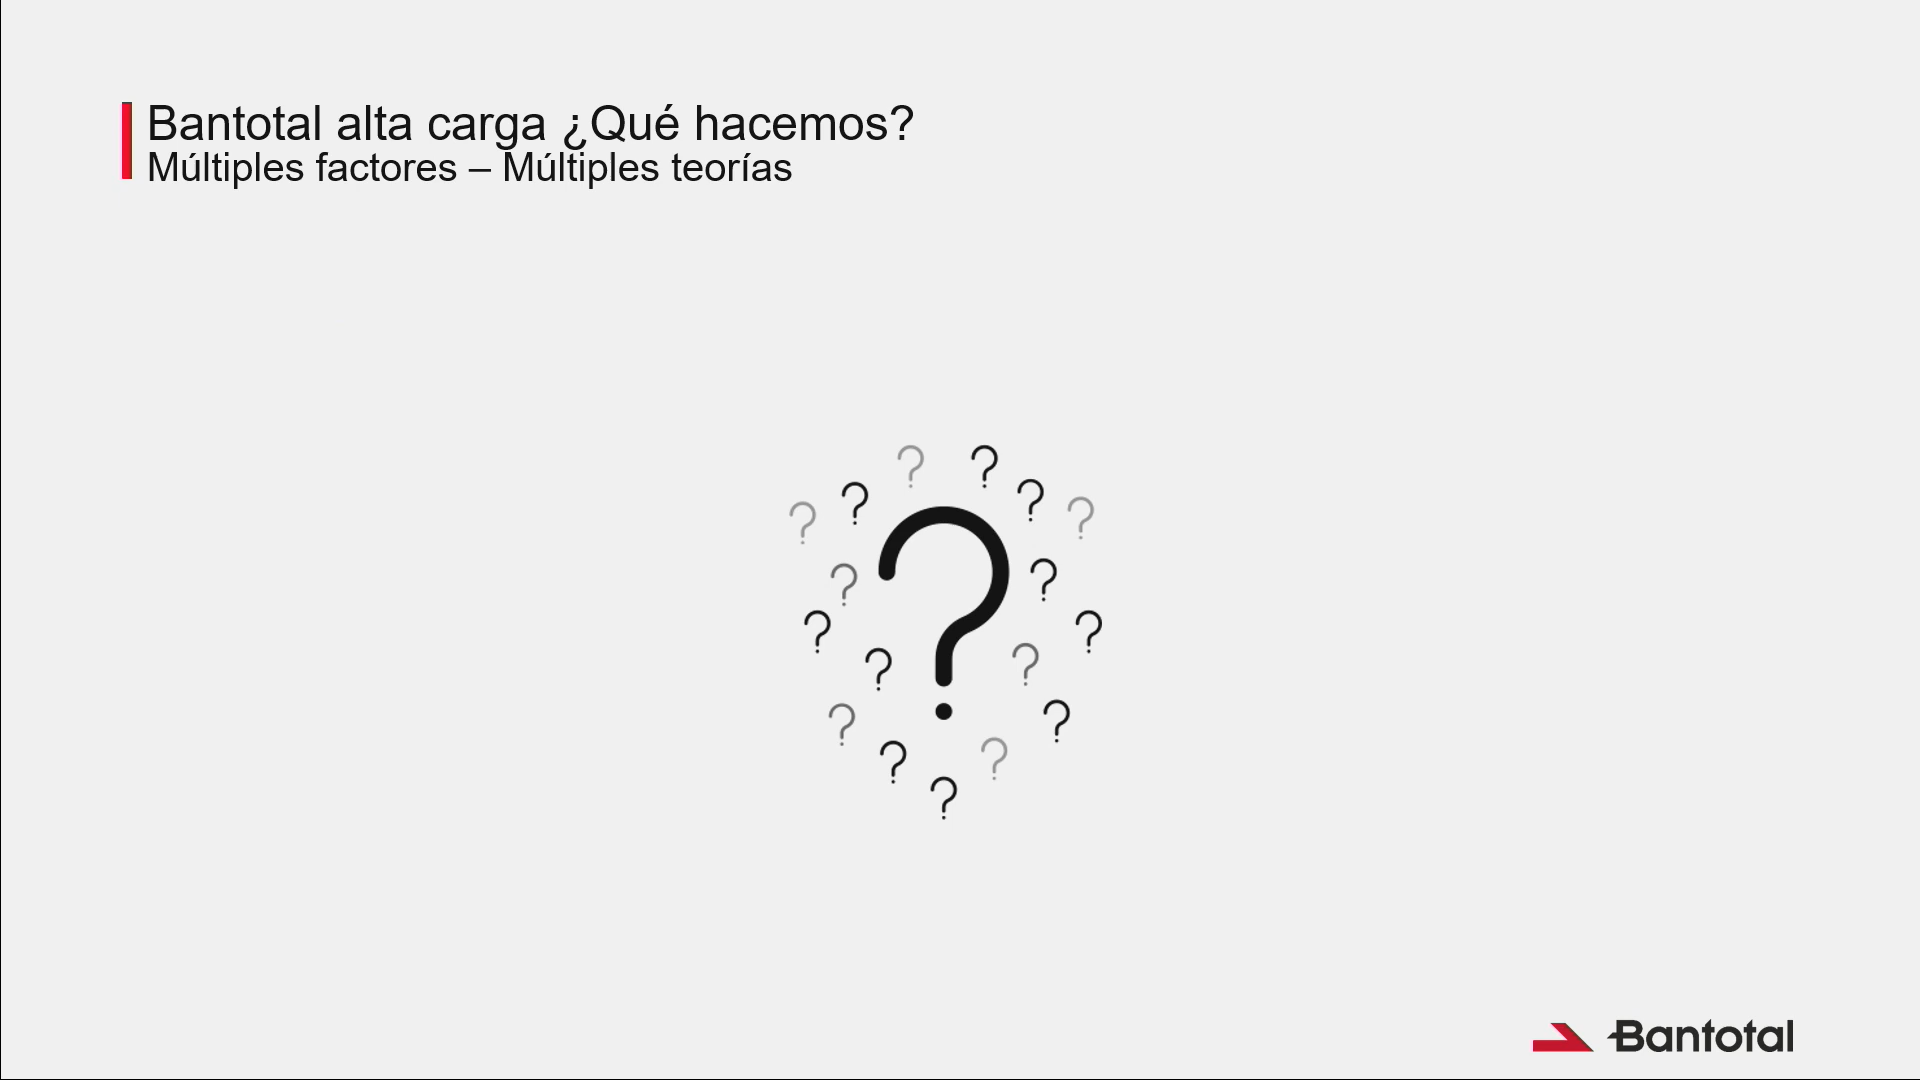 Bantotal alta carga ¿Qué hacemos?
Múltiples factores – Múltiples teorías
Bantotal